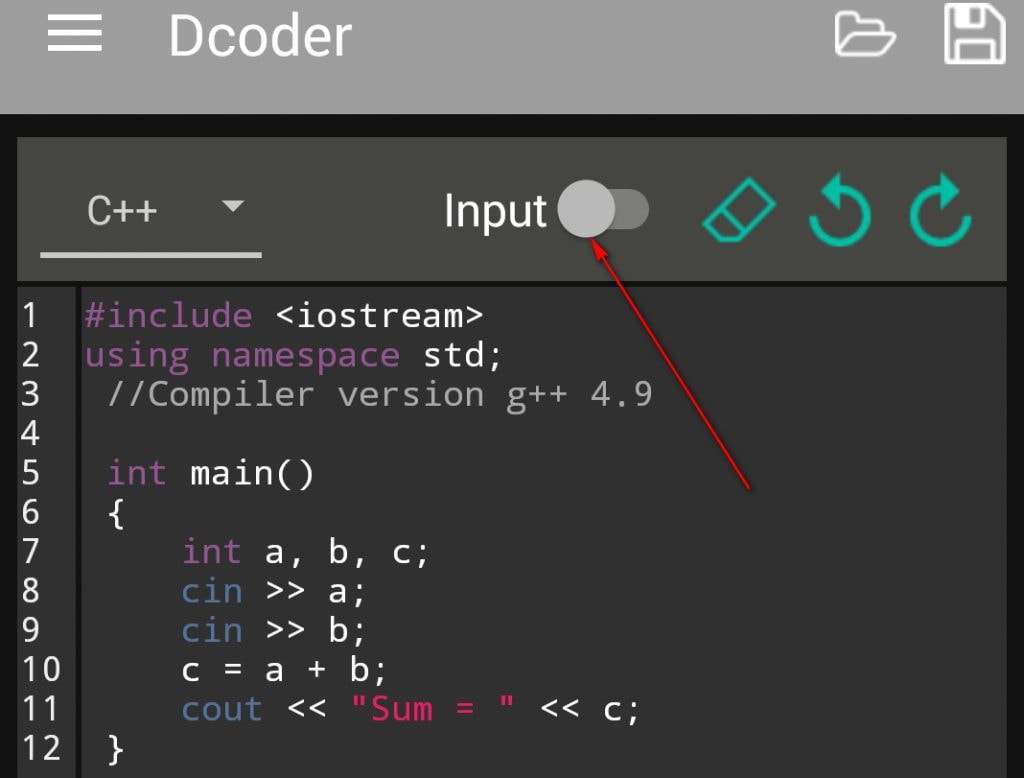 Dcoder
C++ Input
1 #include <iostream>
2 using namespace std;
3 //Compiler version g++ 4.9
4
5 int main()
6 {
7 int a, b, c;
8 cin >> a;
9 cin >> b;
10 c = a + b;
11 cout << "Sum = " << c;
12 }